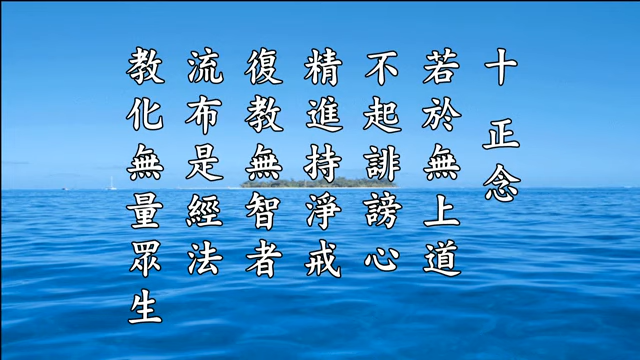 十 正念
若於無上道
不起誹謗心
精進持淨戒
復教無智者
流布是經法
教化無量眾生